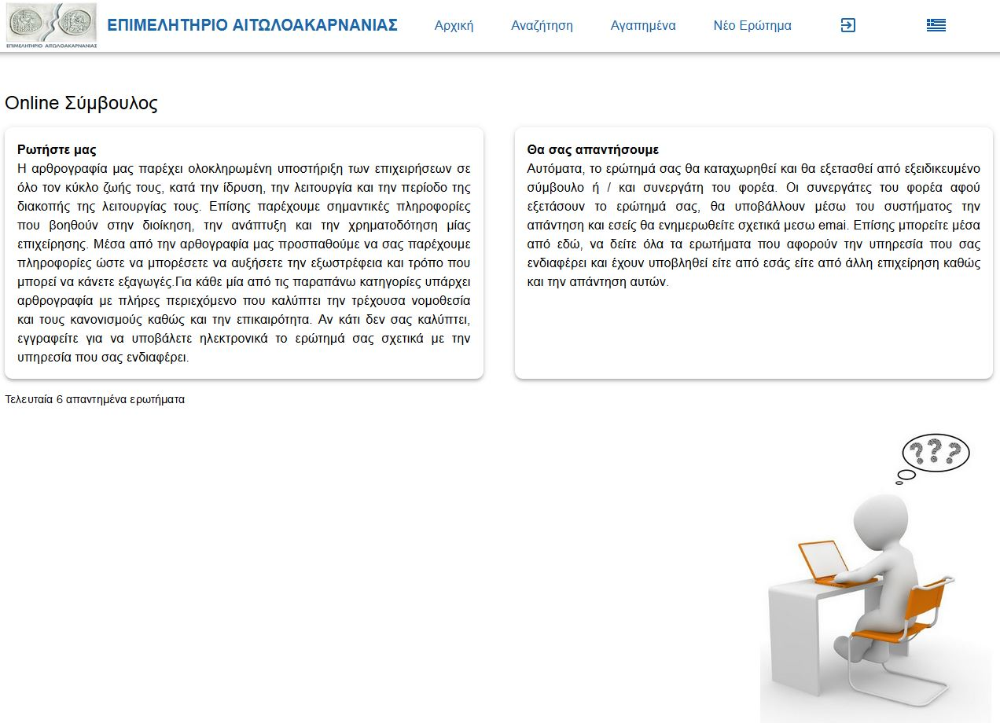 ΕΠΙΜΕΛΗΤΗΡΙΟ ΑΙΤΩΛΟΑΚΑΡΝΑΝΙΑΣ
ΕΠΙΜΕΛΗΤΗΡΙΟ ΑΙΤΩΛΟΑΚΑΡΝΑΝΙΑΣ
Αρχική
Αναζήτηση
Αγαπημένα
Νέο Ερώτημα
Online Σύμβουλος
Ρωτήστε μας
Η αρθρογραφία μας παρέχει ολοκληρωμένη υποστήριξη των επιχειρήσεων σε
όλο τον κύκλο ζωής τους, κατά την ίδρυση, την λειτουργία και την περίοδο της
διακοπής της λειτουργίας τους. Επίσης παρέχουμε σημαντικές πληροφορίες
που βοηθούν στην διοίκηση, την ανάπτυξη και την χρηματοδότηση μίας
επιχείρησης. Μέσα από την αρθογραφία μας προσπαθούμε να σας παρέχουμε
πληροφορίες ώστε να μπορέσετε να αυξήσετε την εξωστρέφεια και τρόπο που
μπορεί να κάνετε εξαγωγές.Για κάθε μία από τις παραπάνω κατηγορίες υπάρχει
αρθρογραφία με πλήρες περιεχόμενο που καλύπτει την τρέχουσα νομοθεσία
και τους κανονισμούς καθώς και την επικαιρότητα. Αν κάτι δεν σας καλύπτει,
εγγραφείτε για να υποβάλετε ηλεκτρονικά το ερώτημά σας σχετικά με την
υπηρεσία που σας ενδιαφέρει.
Θα σας απαντήσουμε
Αυτόματα, το ερώτημά σας θα καταχωρηθεί και θα εξετασθεί από εξειδικευμένο
σύμβουλο ή / και συνεργάτη του φορέα. Οι συνεργάτες του φορέα αφού
εξετάσουν το ερώτημά σας, θα υποβάλλουν μέσω του συστήματος την
απάντηση και εσείς θα ενημερωθείτε σχετικά μεσω emai. Επίσης μπορείτε μέσα
από εδώ, να δείτε όλα τα ερωτήματα που αφορούν την υπηρεσία που σας
ενδιαφέρει και έχουν υποβληθεί είτε από εσάς είτε από άλλη επιχείρηση καθώς
και την απάντηση αυτών.
Τελευταία 6 απαντημένα ερωτήματα
???